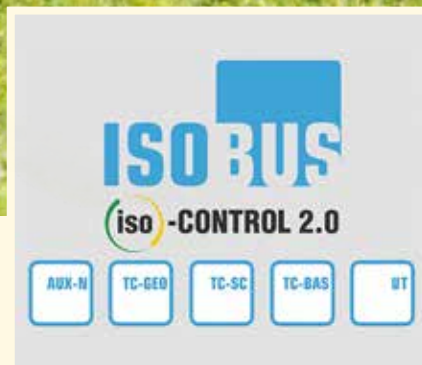 ISOBUS
(iso)-CONTROL 2.0
AUX-N TC-GEO TC-SC TC-BAS UT